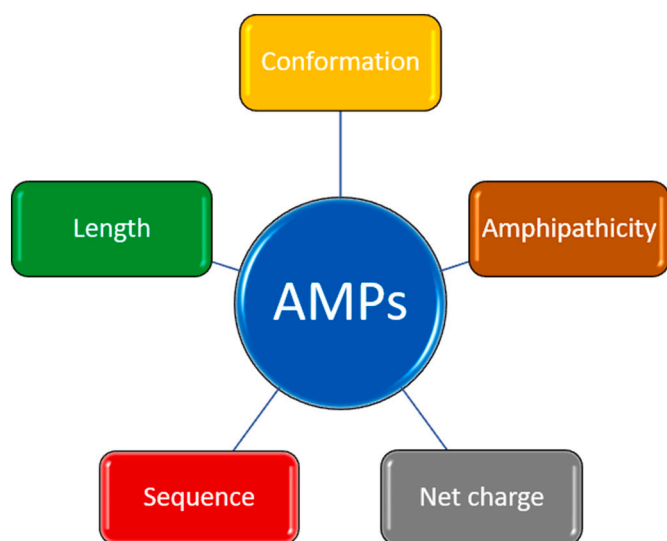 Conformation
Length
Amphipathicity
AMPs
Sequence
Net charge